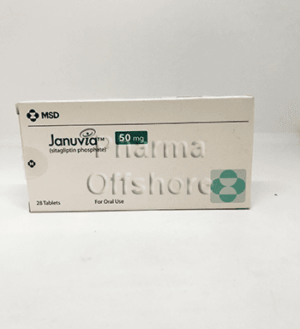 MSD
Januvia™ 50 mg
(sitagliptin phosphate)
Pharma
Offshore
28 Tablets For Oral Use